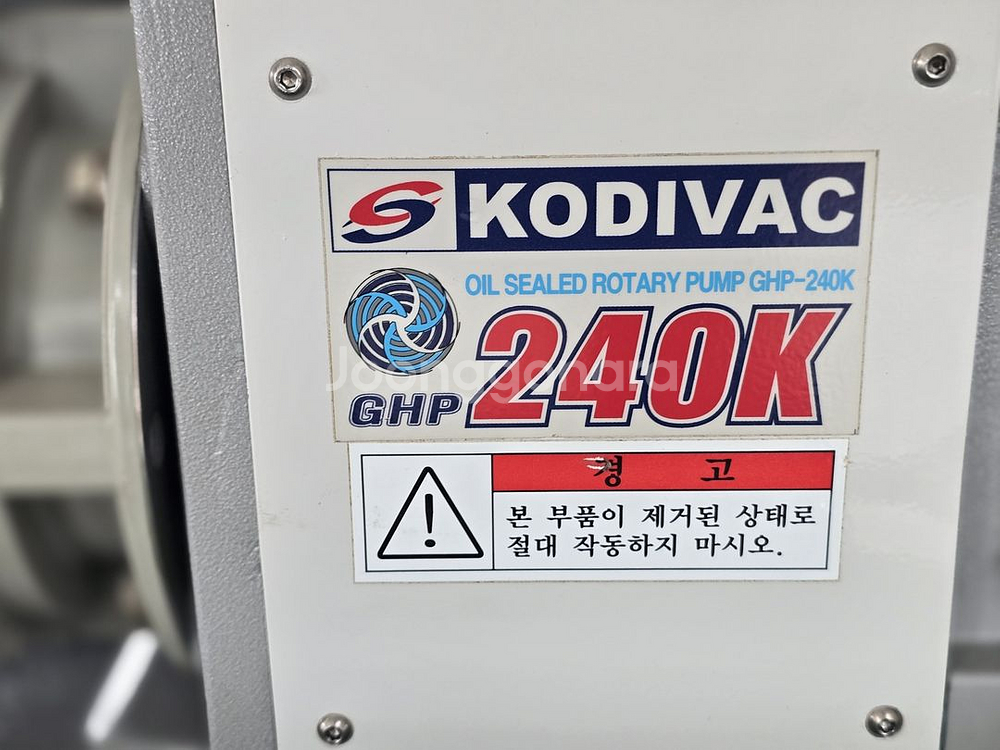 KODIVAC
OIL SEALED ROTARY PUMP GHP-240K
GHP 240K
Joonggonara
경 고
본 부품이 제거된 상태로
절대 작동하지 마시오.